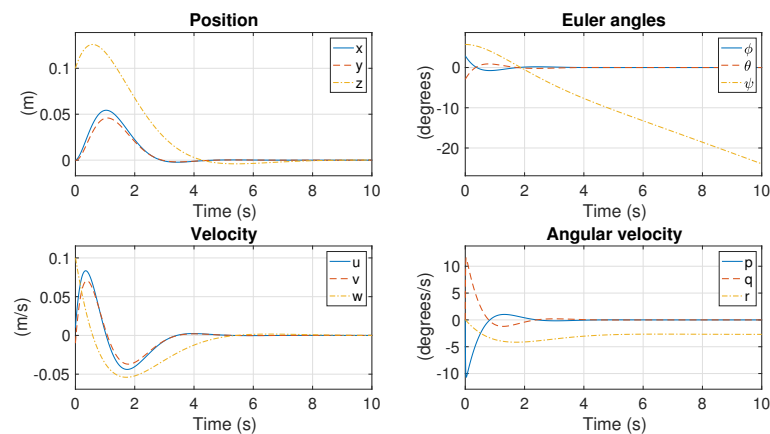 Position
(m)
0.1
0.05
0
0 2 4 6 8 10
Time (s)
x
y
z
Euler angles
(degrees)
0
-10
-20
0 2 4 6 8 10
Time (s)
ϕ
θ
ψ
Velocity
(m/s)
0.1
0.05
0
-0.05
0 2 4 6 8 10
Time (s)
u
v
w
Angular velocity
(degrees/s)
10
5
0
-5
-10
0 2 4 6 8 10
Time (s)
p
q
r